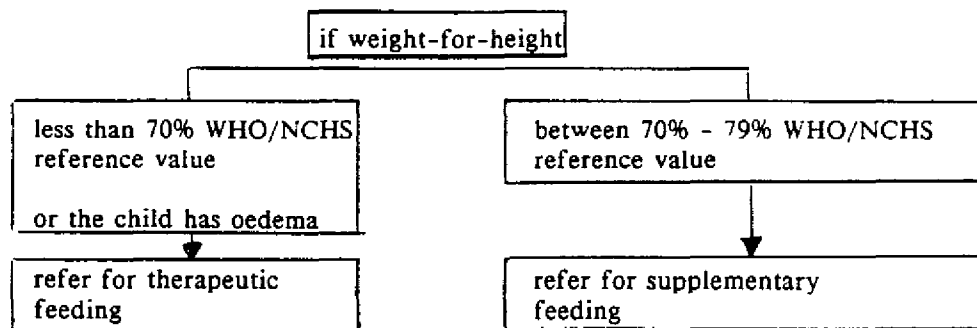 if weight-for-height
less than 70% WHO/NCHS
reference value
or the child has oedema
between 70% - 79% WHO/NCHS
reference value
refer for therapeutic
feeding
refer for supplementary
feeding